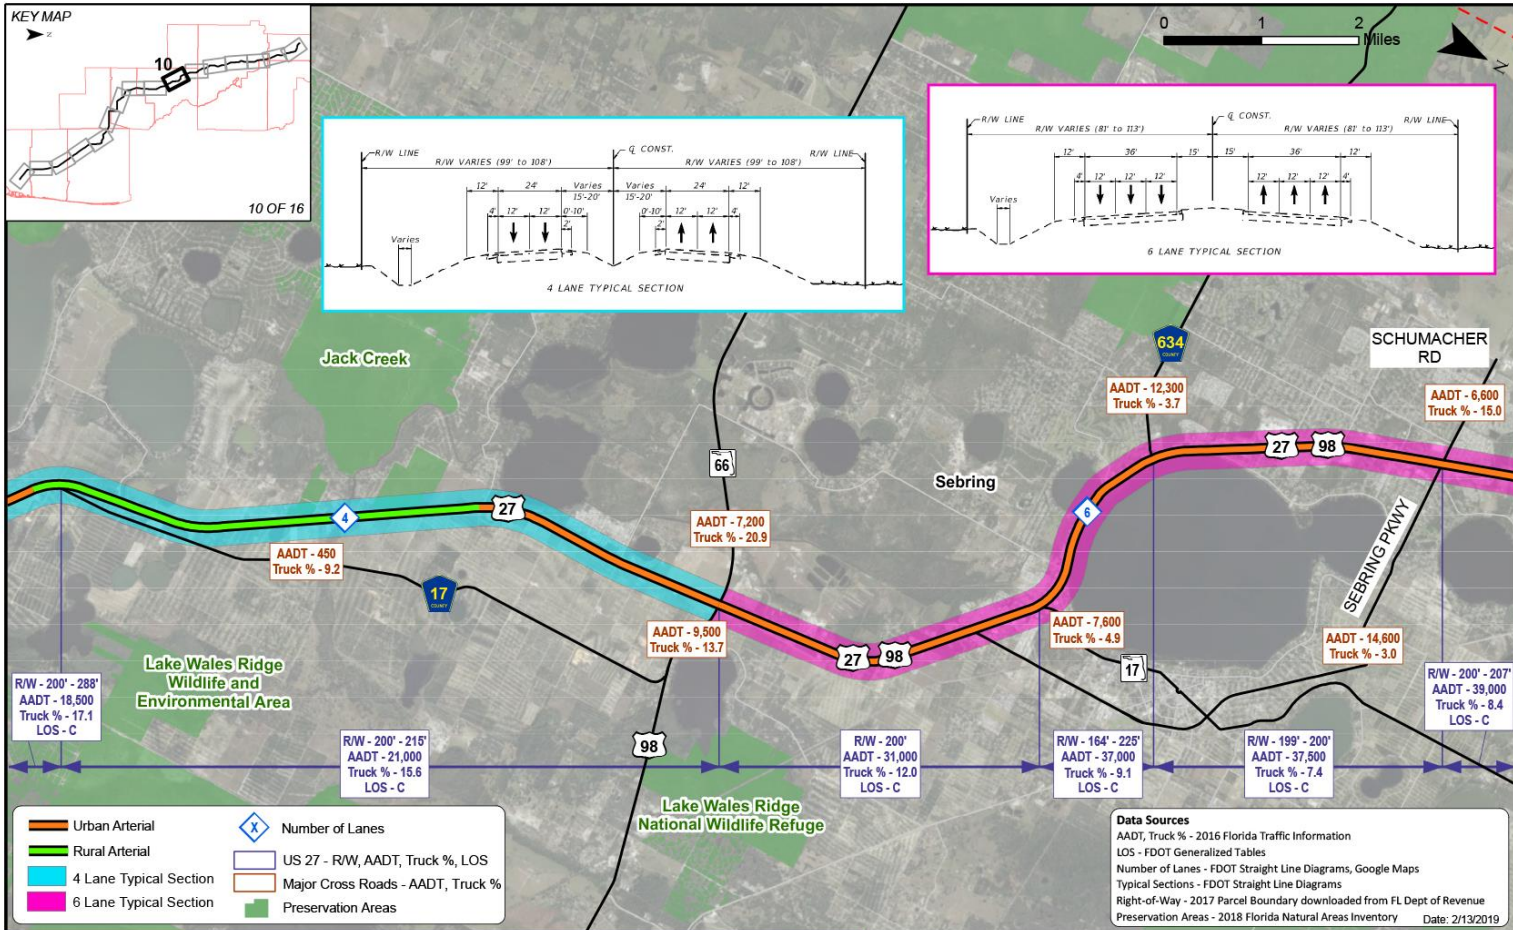 KEY MAP
N
10
10 OF 16
0 1 2
Miles
N
R/W LINE
₵ CONST.
R/W LINE
R/W VARIES (99' to 108')
R/W VARIES (99' to 108')
12' 24' Varies Varies 24' 12'
15'-20' 15'-20'
4' 12' 12' 0'-10' 0'-10' 12' 12' 4'
2' 2'
Varies
4 LANE TYPICAL SECTION
R/W LINE
₵ CONST.
R/W LINE
R/W VARIES (81' to 113')
R/W VARIES (81' to 113')
12' 36' 15' 15' 36' 12'
4' 12' 12' 12' 12' 12' 12' 4'
Varies
6 LANE TYPICAL SECTION
Jack Creek
634
COUNTY
SCHUMACHER
RD
AADT - 12,300
Truck % - 3.7
AADT - 6,600
Truck % - 15.0
27
98
66
Sebring
4
27
6
AADT - 7,200
Truck % - 20.9
AADT - 450
Truck % - 9.2
17
COUNTY
SEBRING PKWY
AADT - 9,500
Truck % - 13.7
AADT - 7,600
Truck % - 4.9
AADT - 14,600
Truck % - 3.0
27
98
17
Lake Wales Ridge
Wildlife and
Environmental Area
98
R/W - 200' - 288'
AADT - 18,500
Truck % - 17.1
LOS - C
R/W - 200' - 215'
AADT - 21,000
Truck % - 15.6
LOS - C
R/W - 200'
AADT - 31,000
Truck % - 12.0
LOS - C
R/W - 164' - 225'
AADT - 37,000
Truck % - 9.1
LOS - C
R/W - 199' - 200'
AADT - 37,500
Truck % - 7.4
LOS - C
R/W - 200' - 207'
AADT - 39,000
Truck % - 8.4
LOS - C
Lake Wales Ridge
National Wildlife Refuge
Urban Arterial
Rural Arterial
4 Lane Typical Section
6 Lane Typical Section
X
Number of Lanes
US 27 - R/W, AADT, Truck %, LOS
Major Cross Roads - AADT, Truck %
Preservation Areas
Data Sources
AADT, Truck % - 2016 Florida Traffic Information
LOS - FDOT Generalized Tables
Number of Lanes - FDOT Straight Line Diagrams, Google Maps
Typical Sections - FDOT Straight Line Diagrams
Right-of-Way - 2017 Parcel Boundary downloaded from FL Dept of Revenue
Preservation Areas - 2018 Florida Natural Areas Inventory
Date: 2/13/2019